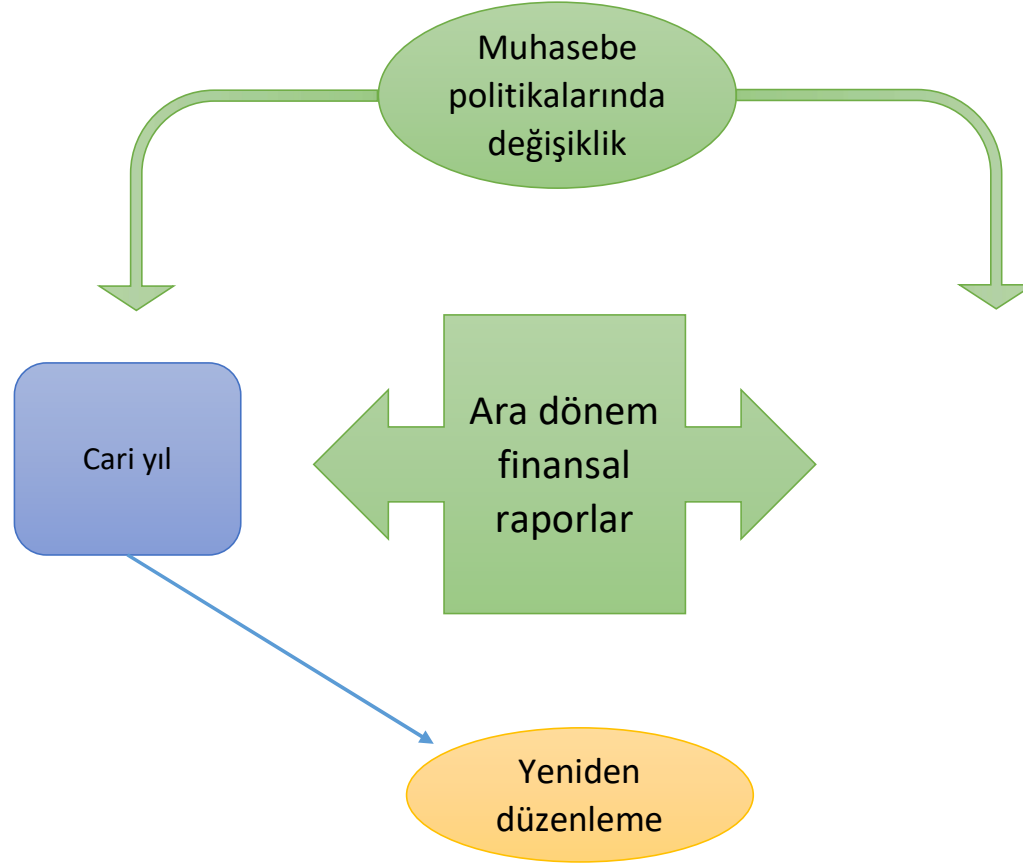 Muhasebe
politikalarında
değişiklik
Cari yıl
Ara dönem
finansal
raporlar
Yeniden
düzenleme